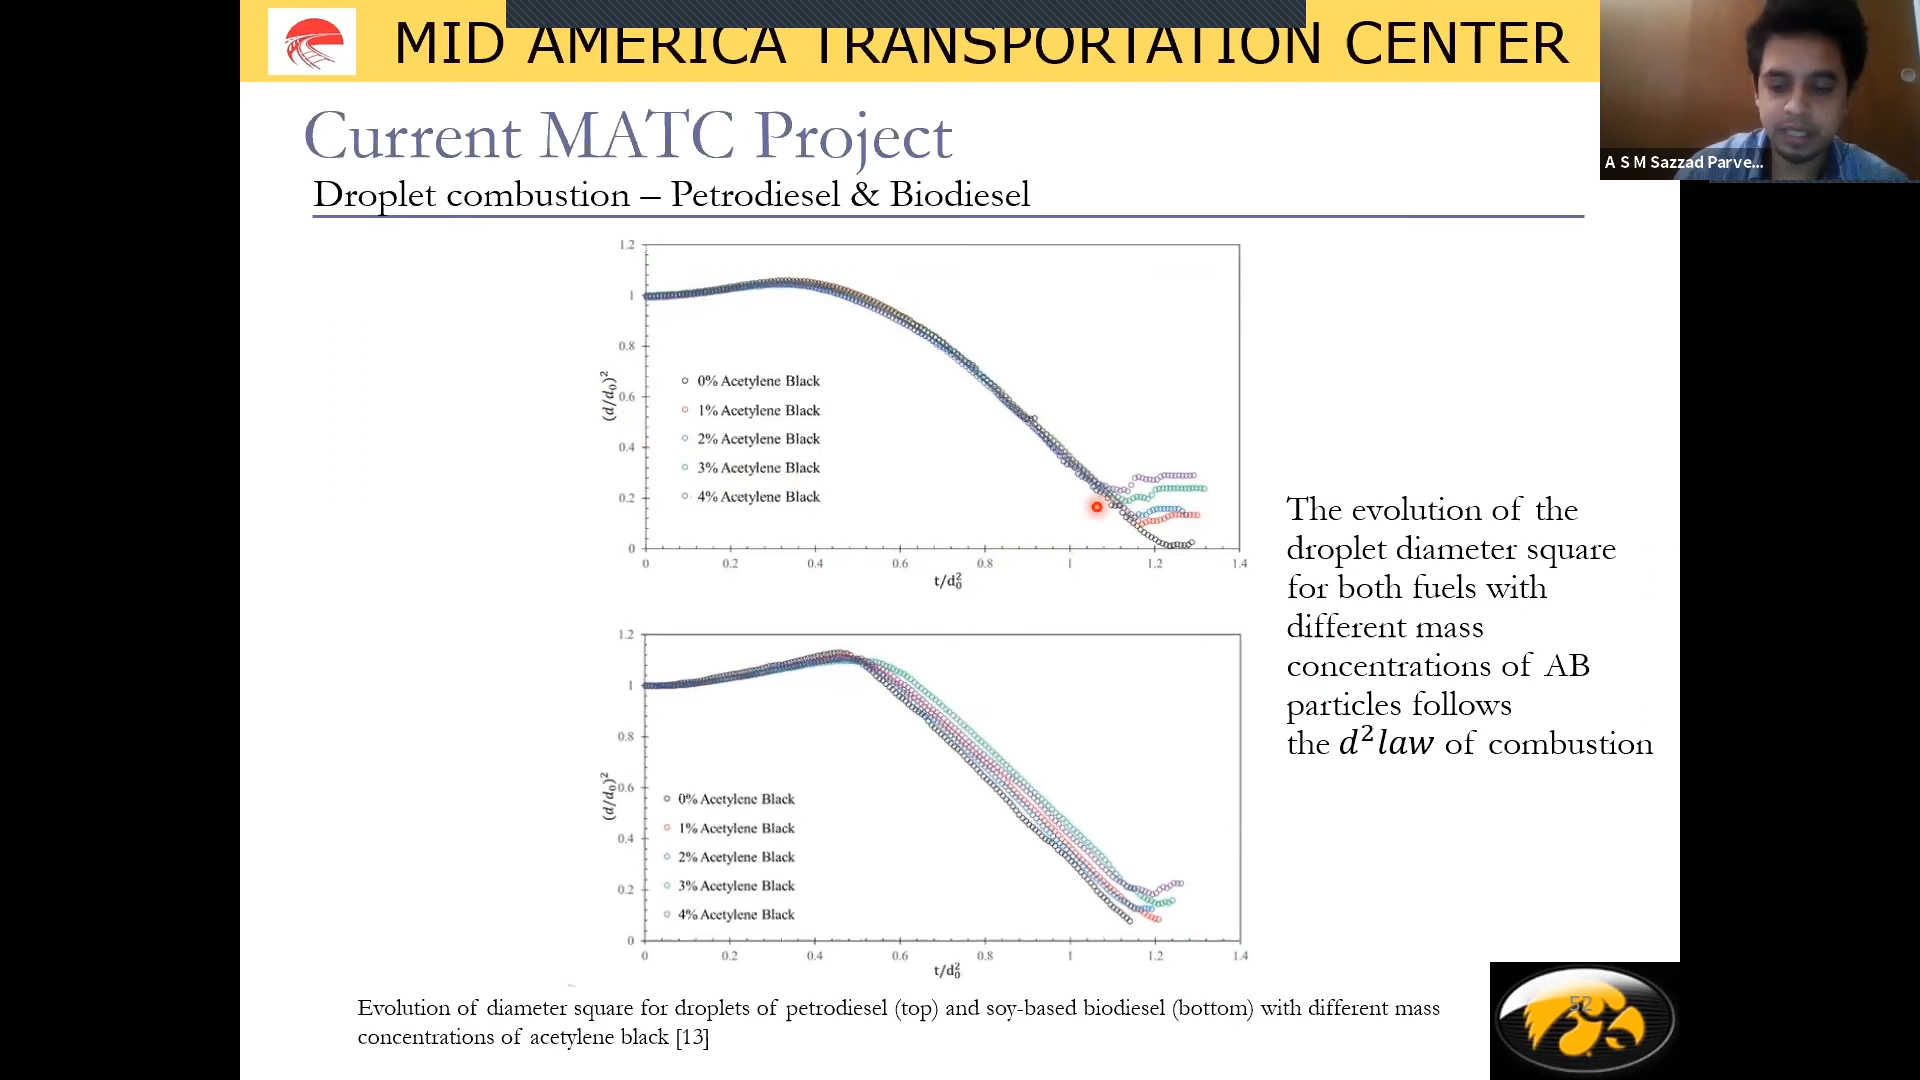 MID AMERICA TRANSPORTATION CENTER
A S M Sazzad Parve...
Current MATC Project
Droplet combustion – Petrodiesel & Biodiesel
1.2
1
0.8
0.6
0.4
0.2
0
(d/d₀)²
0% Acetylene Black
1% Acetylene Black
2% Acetylene Black
3% Acetylene Black
4% Acetylene Black
0 0.2 0.4 0.6 0.8 1 1.2 1.4
t/d₀²
1.2
1
0.8
0.6
0.4
0.2
0
(d/d₀)²
0% Acetylene Black
1% Acetylene Black
2% Acetylene Black
3% Acetylene Black
4% Acetylene Black
0 0.2 0.4 0.6 0.8 1 1.2 1.4
t/d₀²
The evolution of the
droplet diameter square
for both fuels with
different mass
concentrations of AB
particles follows
the d² law of combustion
Evolution of diameter square for droplets of petrodiesel (top) and soy-based biodiesel (bottom) with different mass
concentrations of acetylene black [13]
52